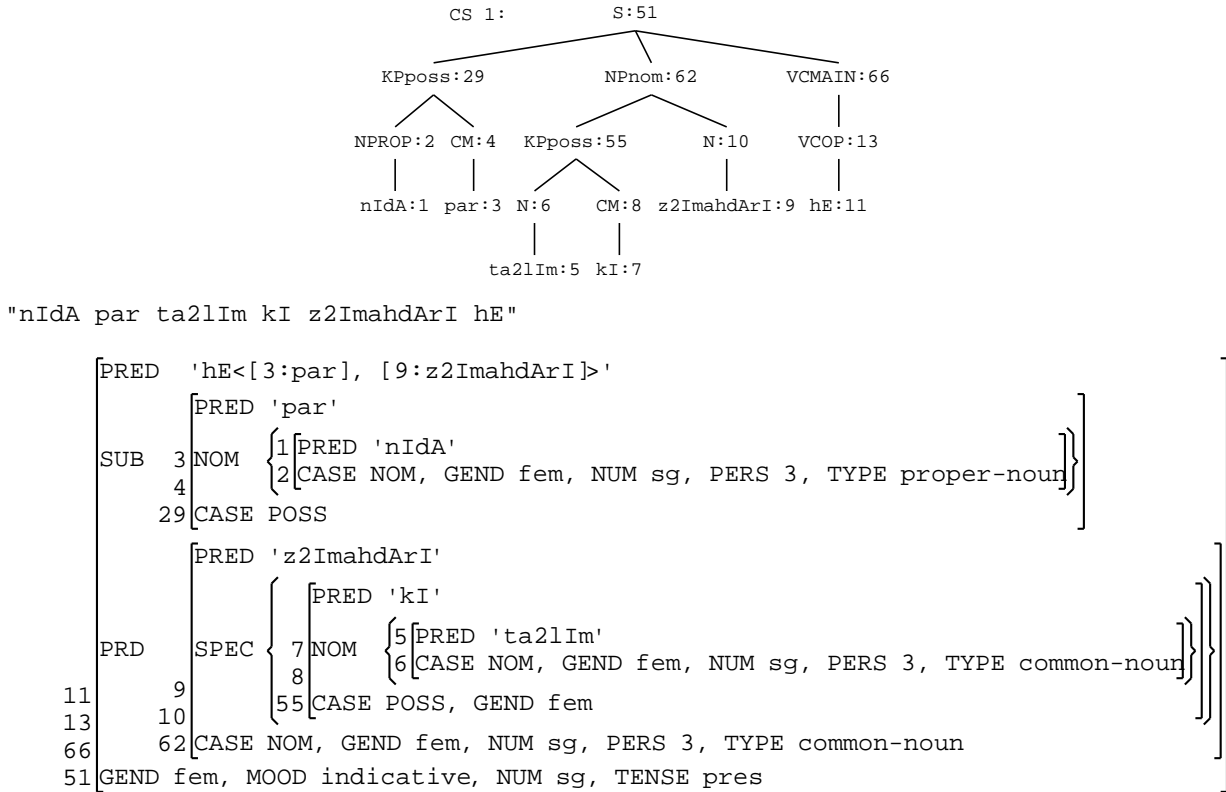 CS 1: S:51
KPposs:29 NPnom:62 VCMAIN:66
NPROP:2 CM:4 KPposs:55 N:10 VCOP:13
nIdA:1 par:3 N:6 CM:8 z2ImahdArI:9 hE:11
ta2lIm:5 kI:7
"nIdA par ta2lIm kI z2ImahdArI hE"
PRED 'hE<[3:par], [9:z2ImahdArI]>'
PRED 'par'
1 PRED 'nIdA'
SUB 3 NOM
2 CASE NOM, GEND fem, NUM sg, PERS 3, TYPE proper-noun
4
29 CASE POSS
PRED 'z2ImahdArI'
PRED 'kI'
5 PRED 'ta2lIm'
PRD SPEC 7 NOM
6 CASE NOM, GEND fem, NUM sg, PERS 3, TYPE common-noun
8
11 9 55 CASE POSS, GEND fem
13 10
66 62 CASE NOM, GEND fem, NUM sg, PERS 3, TYPE common-noun
51 GEND fem, MOOD indicative, NUM sg, TENSE pres